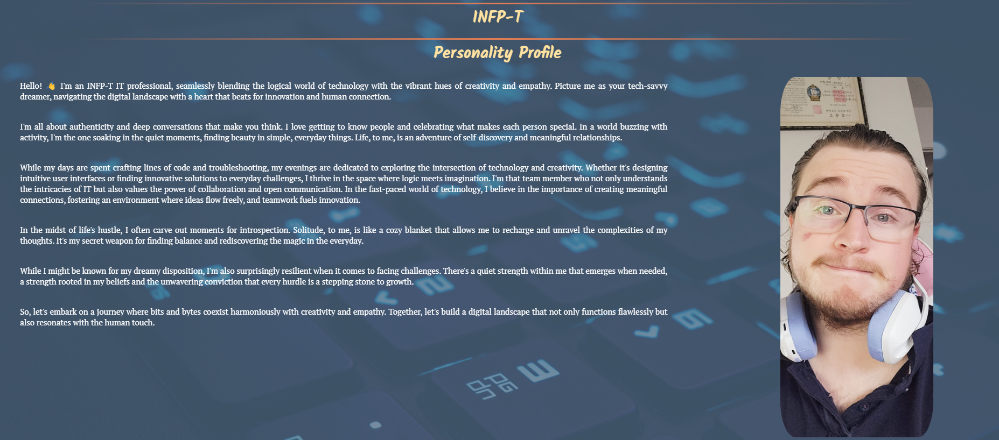 INFP-T
Personality Profile
Hello! 👋 I'm an INFP-T IT professional, seamlessly blending the logical world of technology with the vibrant hues of creativity and empathy. Picture me as your tech-savvy
dreamer, navigating the digital landscape with a heart that beats for innovation and human connection.
I'm all about authenticity and deep conversations that make you think. I love getting to know people and celebrating what makes each person special. In a world buzzing with
activity, I'm the one soaking in the quiet moments, finding beauty in simple, everyday things. Life, to me, is an adventure of self-discovery and meaningful relationships.
While my days are spent crafting lines of code and troubleshooting, my evenings are dedicated to exploring the intersection of technology and creativity. Whether it's designing
intuitive user interfaces or finding innovative solutions to everyday challenges, I thrive in the space where logic meets imagination. I'm that team member who not only understands
the intricacies of IT but also values the power of collaboration and open communication. In the fast-paced world of technology, I believe in the importance of creating meaningful
connections, fostering an environment where ideas flow freely, and teamwork fuels innovation.
In the midst of life's hustle, I often carve out moments for introspection. Solitude, to me, is like a cozy blanket that allows me to recharge and unravel the complexities of my
thoughts. It's my secret weapon for finding balance and rediscovering the magic in the everyday.
While I might be known for my dreamy disposition, I'm also surprisingly resilient when it comes to facing challenges. There's a quiet strength within me that emerges when needed,
a strength rooted in my beliefs and the unwavering conviction that every hurdle is a stepping stone to growth.
So, let's embark on a journey where bits and bytes coexist harmoniously with creativity and empathy. Together, let's build a digital landscape that not only functions flawlessly but
also resonates with the human touch.
2
6
3
pg
dn